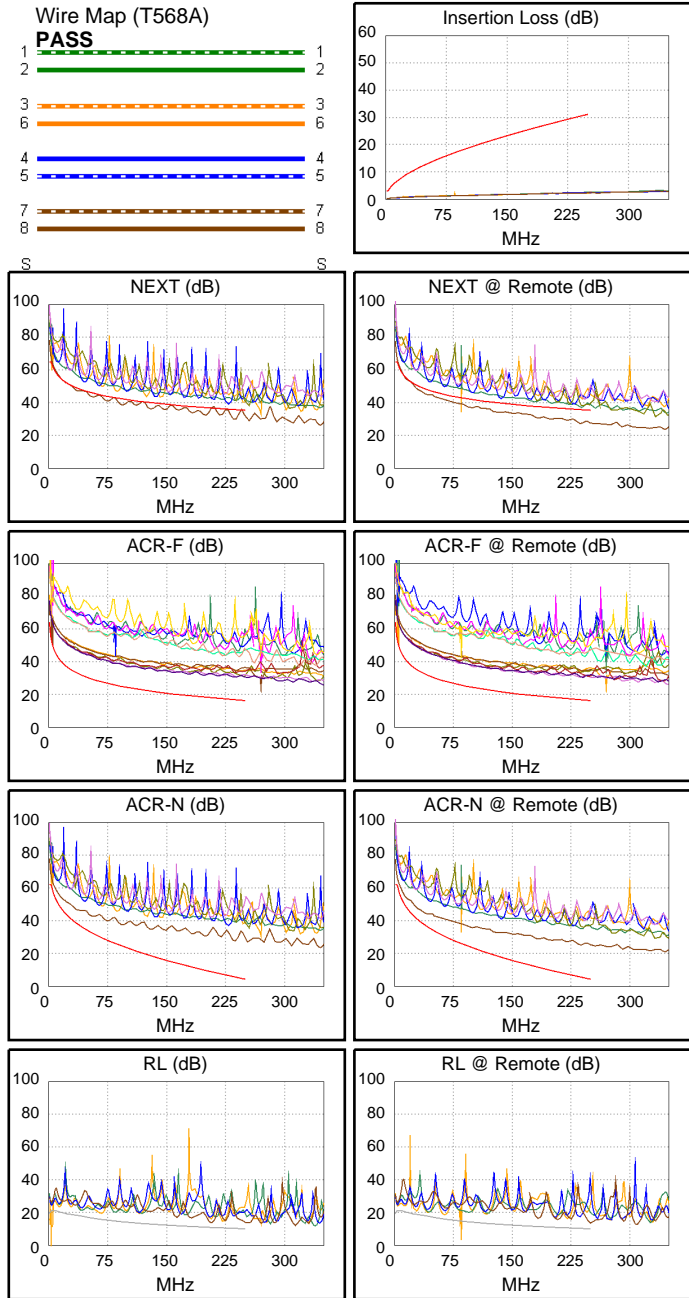 Wire Map (T568A)
PASS
1 1
2 2
3 3
6 6
4 4
5 5
7 7
8 8
S S
Insertion Loss (dB)
60
50
40
30
20
10
0
0 75 150 225 300
MHz
NEXT (dB)
100
80
60
40
20
0
0 75 150 225 300
MHz
NEXT @ Remote (dB)
100
80
60
40
20
0
0 75 150 225 300
MHz
ACR-F (dB)
100
80
60
40
20
0
0 75 150 225 300
MHz
ACR-F @ Remote (dB)
100
80
60
40
20
0
0 75 150 225 300
MHz
ACR-N (dB)
100
80
60
40
20
0
0 75 150 225 300
MHz
ACR-N @ Remote (dB)
100
80
60
40
20
0
0 75 150 225 300
MHz
RL (dB)
100
80
60
40
20
0
0 75 150 225 300
MHz
RL @ Remote (dB)
100
80
60
40
20
0
0 75 150 225 300
MHz